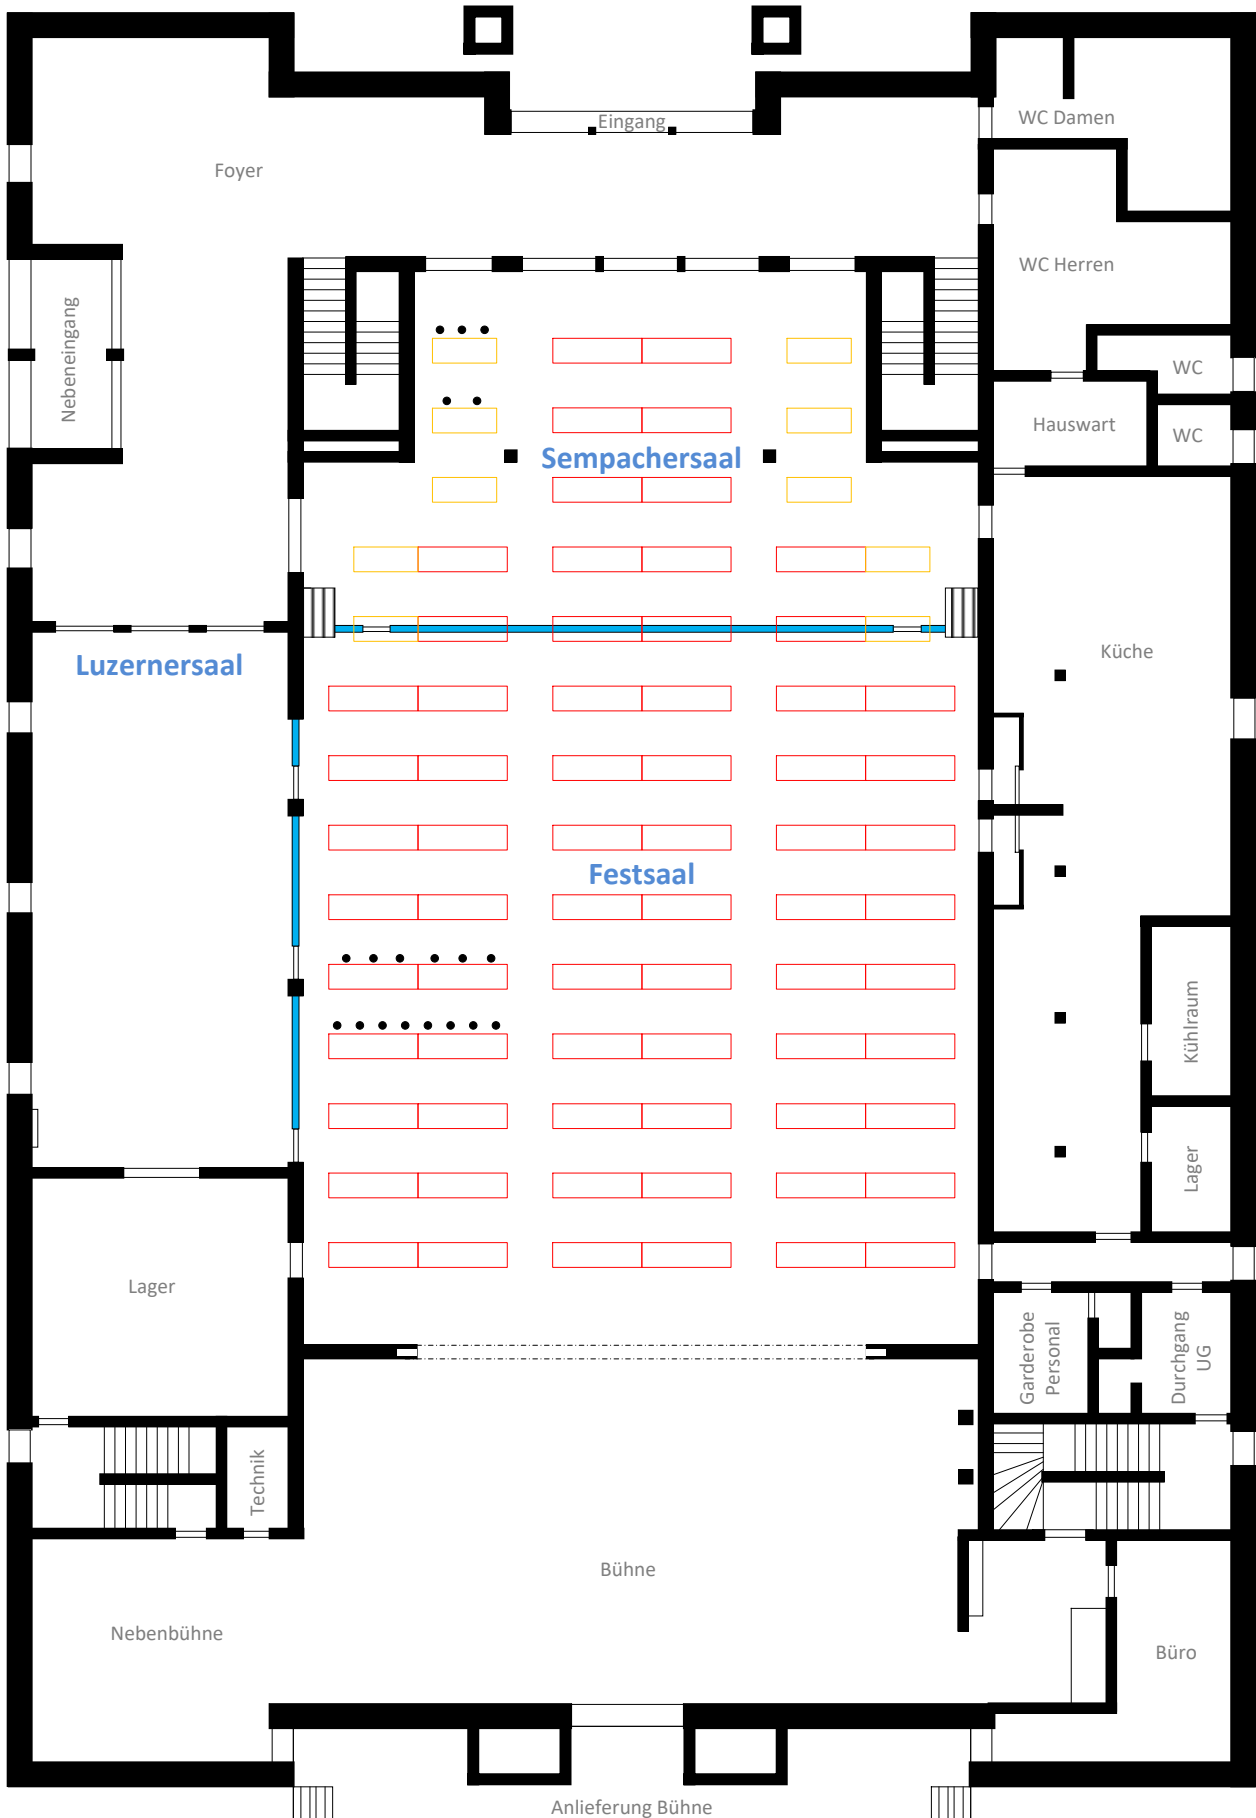 Eingang
WC Damen
Foyer
WC Herren
Nebeneingang
WC
Hauswart
WC
Sempachersaal
Luzernersaal
Küche
Festsaal
Kühlraum
Lager
Lager
Garderobe
Personal
Durchgang
UG
Technik
Bühne
Nebenbühne
Büro
Anlieferung Bühne